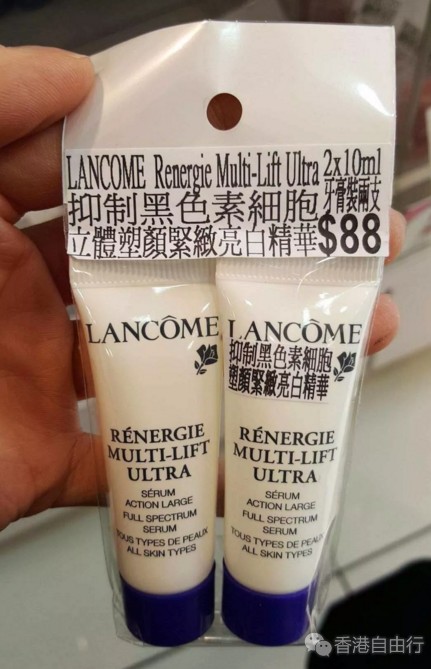 LANCOME Renergie Multi-Lift Ultra 2x10ml
抑制黑色素細胞 牙膏裝兩支
立體塑顏緊緻亮白精華 $88
LANCÔME
RÉNERGIE
MULTI-LIFT
ULTRA
SÉRUM
ACTION LARGE
FULL SPECTRUM
SERUM
TOUS TYPES DE PEAUX
ALL SKIN TYPES
LANCÔME
抑制黑色素細胞
塑顏緊緻亮白精華
RÉNERGIE
MULTI-LIFT
ULTRA
SÉRUM
ACTION LARGE
FULL SPECTRUM
SERUM
TOUS TYPES DE PEAUX
ALL SKIN TYPES
香港自由行